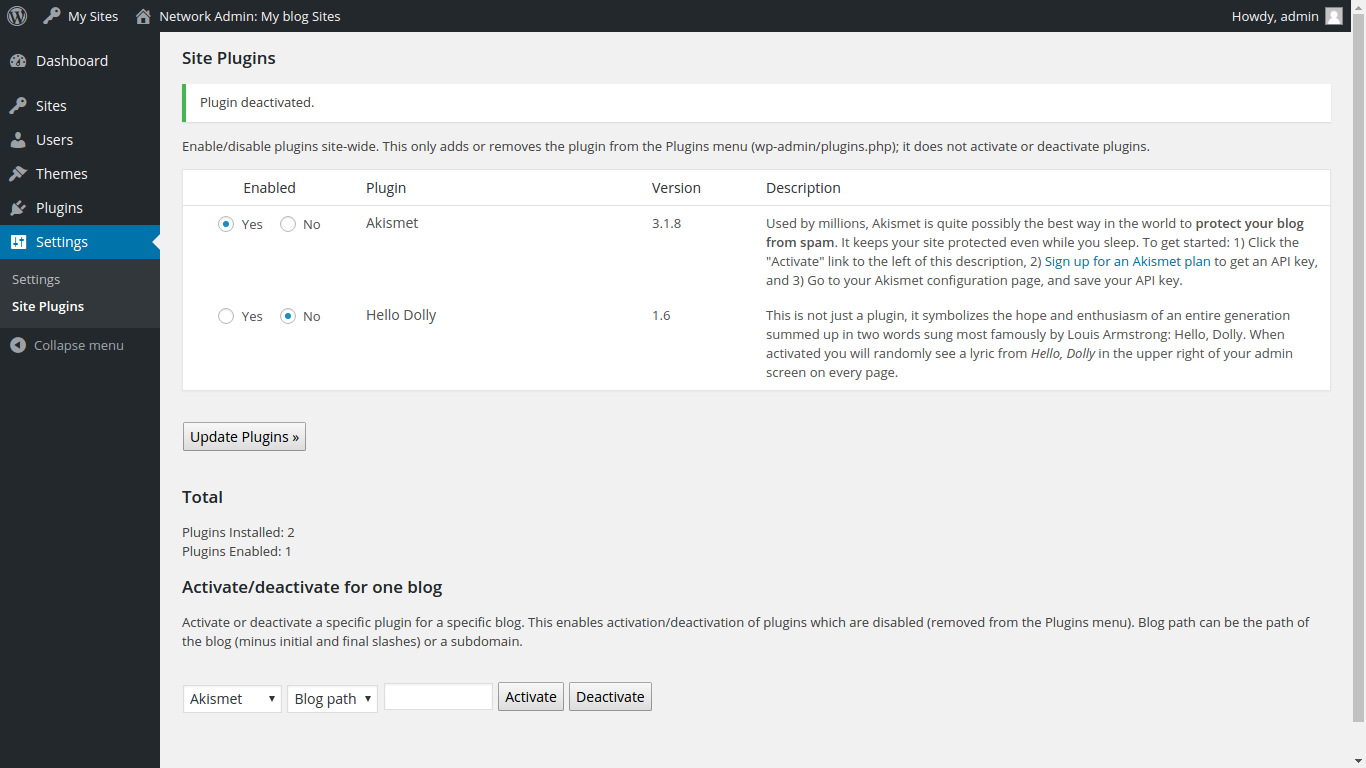 My Sites Network Admin: My blog Sites Howdy, admin
Dashboard
Sites
Users
Themes
Plugins
Settings
Settings
Site Plugins
Collapse menu
Site Plugins
Plugin deactivated.
Enable/disable plugins site-wide. This only adds or removes the plugin from the Plugins menu (wp-admin/plugins.php); it does not activate or deactivate plugins.
Enabled Plugin Version Description
Yes No Akismet 3.1.8 Used by millions, Akismet is quite possibly the best way in the world to protect your blog
from spam. It keeps your site protected even while you sleep. To get started: 1) Click the
"Activate" link to the left of this description, 2) Sign up for an Akismet plan to get an API key,
and 3) Go to your Akismet configuration page, and save your API key.
Yes No Hello Dolly 1.6 This is not just a plugin, it symbolizes the hope and enthusiasm of an entire generation
summed up in two words sung most famously by Louis Armstrong: Hello, Dolly. When
activated you will randomly see a lyric from Hello, Dolly in the upper right of your admin
screen on every page.
Update Plugins »
Total
Plugins Installed: 2
Plugins Enabled: 1
Activate/deactivate for one blog
Activate or deactivate a specific plugin for a specific blog. This enables activation/deactivation of plugins which are disabled (removed from the Plugins menu). Blog path can be the path of
the blog (minus initial and final slashes) or a subdomain.
Akismet Blog path Activate Deactivate